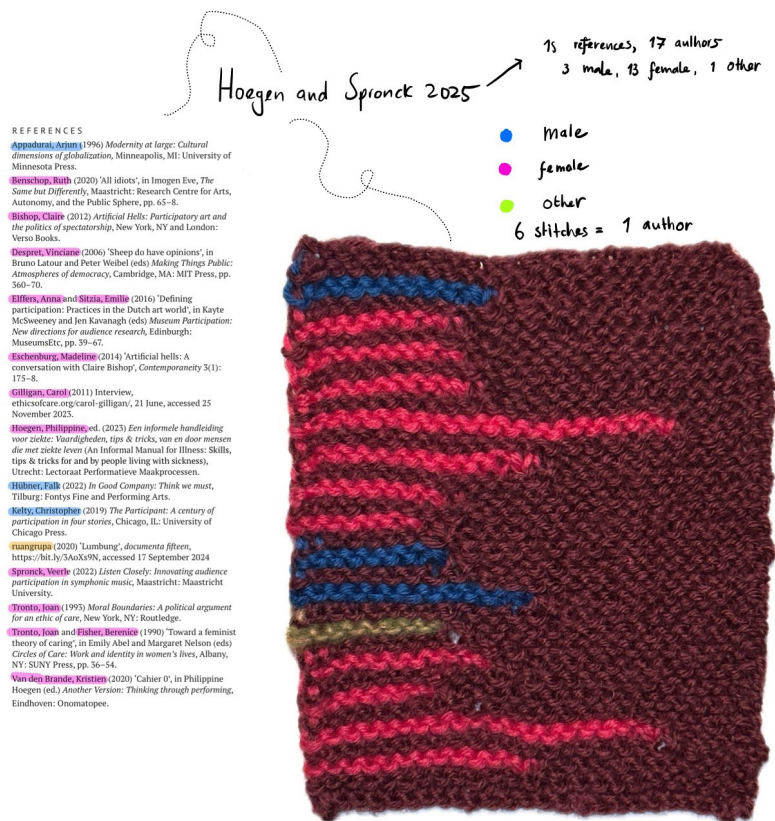 15 references, 17 authors
3 male, 13 female, 1 other
Hoegen and Spronck 2025
male
female
other
6 stitches = 1 author
REFERENCES
Appadurai, Arjun (1996) Modernity at large: Cultural
dimensions of globalization, Minneapolis, MI: University of
Minnesota Press.
Benschop, Ruth (2020) 'All idiots', in Imogen Eve, The
Same but Differently, Maastricht: Research Centre for Arts,
Autonomy, and the Public Sphere, pp. 65–8.
Bishop, Claire (2012) Artificial Hells: Participatory art and
the politics of spectatorship, New York, NY and London:
Verso Books.
Despret, Vinciane (2006) 'Sheep do have opinions', in
Bruno Latour and Peter Weibel (eds) Making Things Public:
Atmospheres of democracy, Cambridge, MA: MIT Press, pp.
360–70.
Elffers, Anna and Sitzia, Emilie (2016) 'Defining
participation: Practices in the Dutch art world', in Kayte
McSweeney and Jen Kavanagh (eds) Museum Participation:
New directions for audience research, Edinburgh:
MuseumsEtc, pp. 39–67.
Eschenburg, Madeline (2014) 'Artificial hells: A
conversation with Claire Bishop', Contemporaneity 3(1):
175–8.
Gilligan, Carol (2011) Interview,
ethicsofcare.org/carol-gilligan/, 21 June, accessed 25
November 2023.
Hoegen, Philippine, ed. (2023) Een informele handleiding
voor ziekte: Vaardigheden, tips & tricks, van en door mensen
die met ziekte leven (An Informal Manual for Illness: Skills,
tips & tricks for and by people living with sickness),
Utrecht: Lectoraat Performatieve Maakprocessen.
Hübner, Falk (2022) In Good Company: Think we must,
Tilburg: Fontys Fine and Performing Arts.
Kelty, Christopher (2019) The Participant: A century of
participation in four stories, Chicago, IL: University of
Chicago Press.
ruangrupa (2020) 'Lumbung', documenta fifteen,
https://bit.ly/3AoXs9N, accessed 17 September 2024
Spronck, Veerle (2022) Listen Closely: Innovating audience
participation in symphonic music, Maastricht: Maastricht
University.
Tronto, Joan (1993) Moral Boundaries: A political argument
for an ethic of care, New York, NY: Routledge.
Tronto, Joan and Fisher, Berenice (1990) 'Toward a feminist
theory of caring', in Emily Abel and Margaret Nelson (eds)
Circles of Care: Work and identity in women's lives, Albany,
NY: SUNY Press, pp. 36–54.
Van den Brande, Kristien (2020) 'Cahier 0', in Philippine
Hoegen (ed.) Another Version: Thinking through performing,
Eindhoven: Onomatopee.